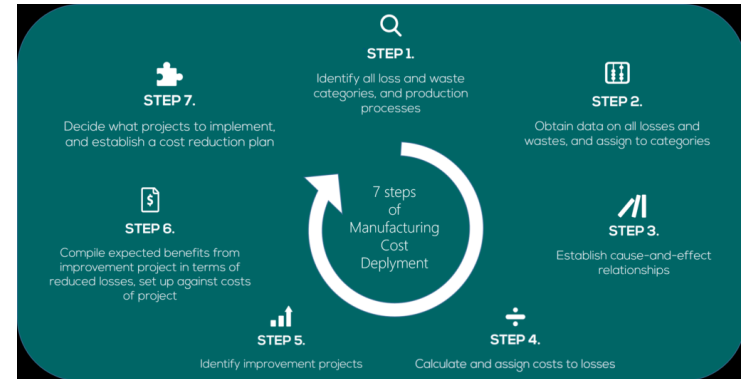 STEP 1.
Identify all loss and waste
categories, and production
processes
STEP 2.
Obtain data on all losses and
wastes, and assign to categories
STEP 3.
Establish cause-and-effect
relationships
STEP 4.
Calculate and assign costs to losses
STEP 5.
Identify improvement projects
STEP 6.
Compile expected benefits from
improvement project in terms of
reduced losses, set up against costs
of project
STEP 7.
Decide what projects to implement,
and establish a cost reduction plan
7 steps
of
Manufacturing
Cost
Deplyment